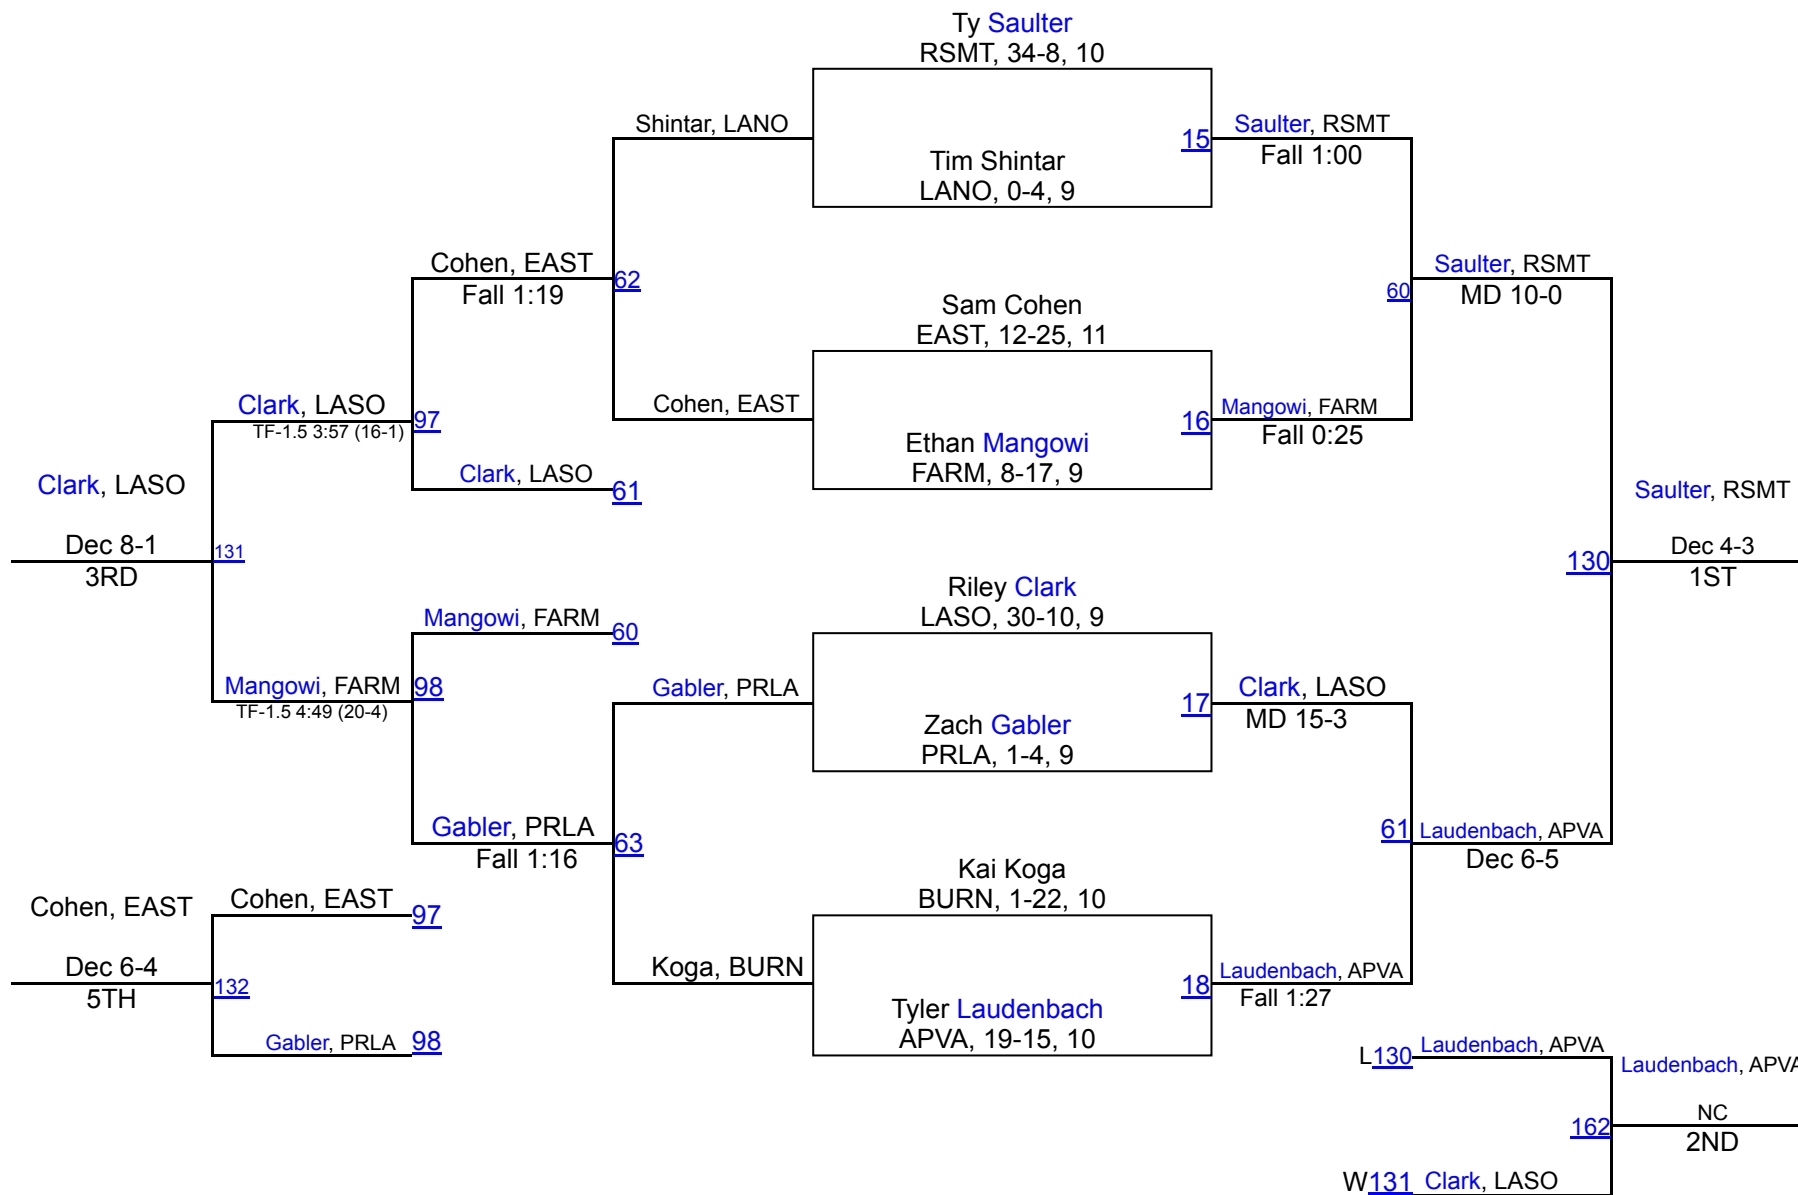 Ty Saulter
RSMT, 34-8, 10
Shintar, LANO
15
Saulter, RSMT
Fall 1:00
Tim Shintar
LANO, 0-4, 9
Cohen, EAST
Fall 1:19
62
60
Saulter, RSMT
MD 10-0
Sam Cohen
EAST, 12-25, 11
Cohen, EAST
16
Mangowi, FARM
Fall 0:25
Ethan Mangowi
FARM, 8-17, 9
Clark, LASO
TF-1.5 3:57 (16-1)
97
Clark, LASO
61
Clark, LASO
Dec 8-1
3RD
131
Saulter, RSMT
130
Dec 4-3
1ST
Riley Clark
LASO, 30-10, 9
Mangowi, FARM
60
Mangowi, FARM
TF-1.5 4:49 (20-4)
98
Gabler, PRLA
17
Clark, LASO
MD 15-3
Zach Gabler
PRLA, 1-4, 9
Gabler, PRLA
Fall 1:16
63
61
Laudenbach, APVA
Dec 6-5
Kai Koga
BURN, 1-22, 10
Cohen, EAST
Cohen, EAST
97
Dec 6-4
5TH
132
Koga, BURN
18
Laudenbach, APVA
Fall 1:27
Tyler Laudenbach
APVA, 19-15, 10
Gabler, PRLA
98
L130
Laudenbach, APVA
Laudenbach, APVA
162
NC
2ND
W131
Clark, LASO